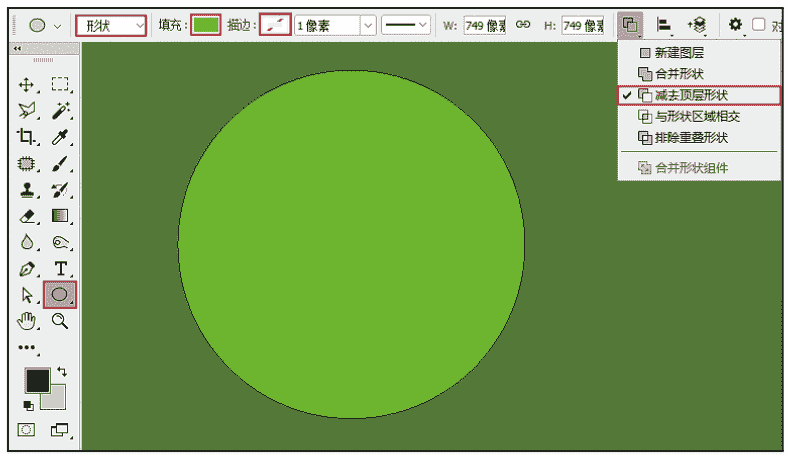 形状 填充: 描边: 1 像素 W: 749 像素 H: 749 像素 对
新建图层
合并形状
减去顶层形状
与形状区域相交
排除重叠形状
合并形状组件
T